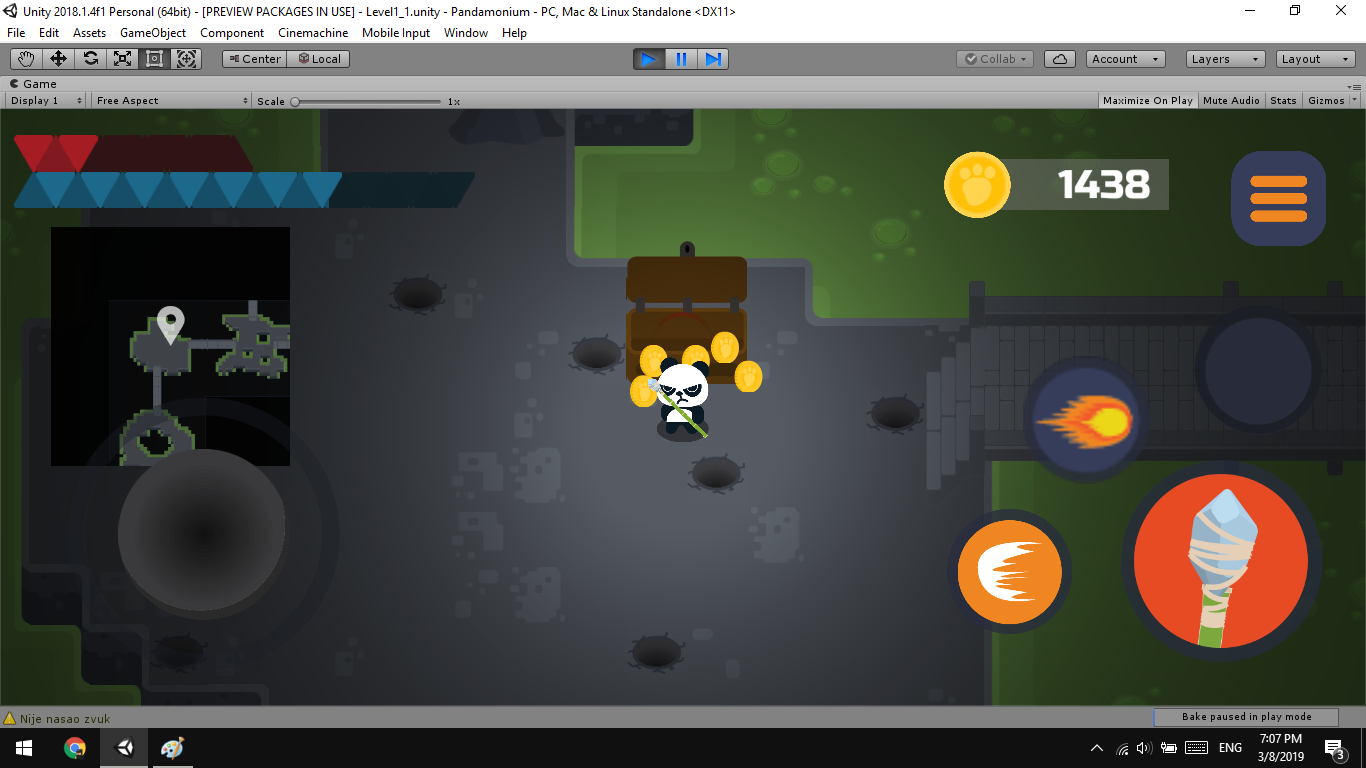 Unity 2018.1.4f1 Personal (64bit) - [PREVIEW PACKAGES IN USE] - Level1_1.unity - Pandamonium - PC, Mac & Linux Standalone <DX11>
File Edit Assets GameObject Component Cinemachine Mobile Input Window Help
Center Local Collab Account Layers Layout
Game
Display 1 Free Aspect Scale 1x Maximize On Play Mute Audio Stats Gizmos
1438
Nije nasao zvuk Bake paused in play mode
ENG 7:07 PM
3/8/2019 3